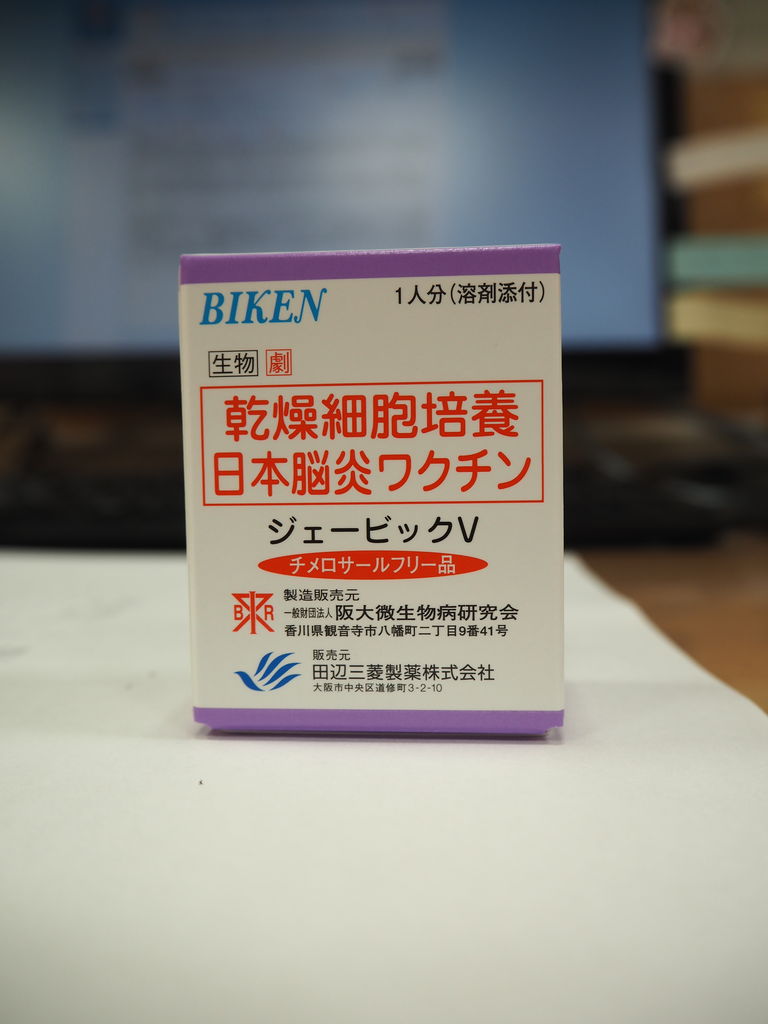 BIKEN
1人分(溶剤添付)
生物 劇
乾燥細胞培養
日本脳炎ワクチン
ジェービックV
チメロサールフリー品
BIKR
製造販売元
一般財団法人 阪大微生物病研究会
香川県観音寺市八幡町二丁目9番41号
販売元
田辺三菱製薬株式会社
大阪市中央区道修町3-2-10